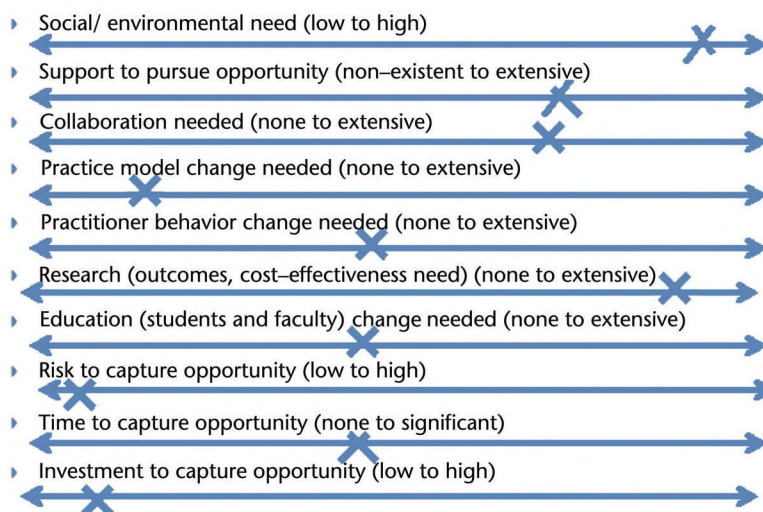 Social/ environmental need (low to high)
Support to pursue opportunity (non–existent to extensive)
Collaboration needed (none to extensive)
Practice model change needed (none to extensive)
Practitioner behavior change needed (none to extensive)
Research (outcomes, cost–effectiveness need) (none to extensive)
Education (students and faculty) change needed (none to extensive)
Risk to capture opportunity (low to high)
Time to capture opportunity (none to significant)
Investment to capture opportunity (low to high)